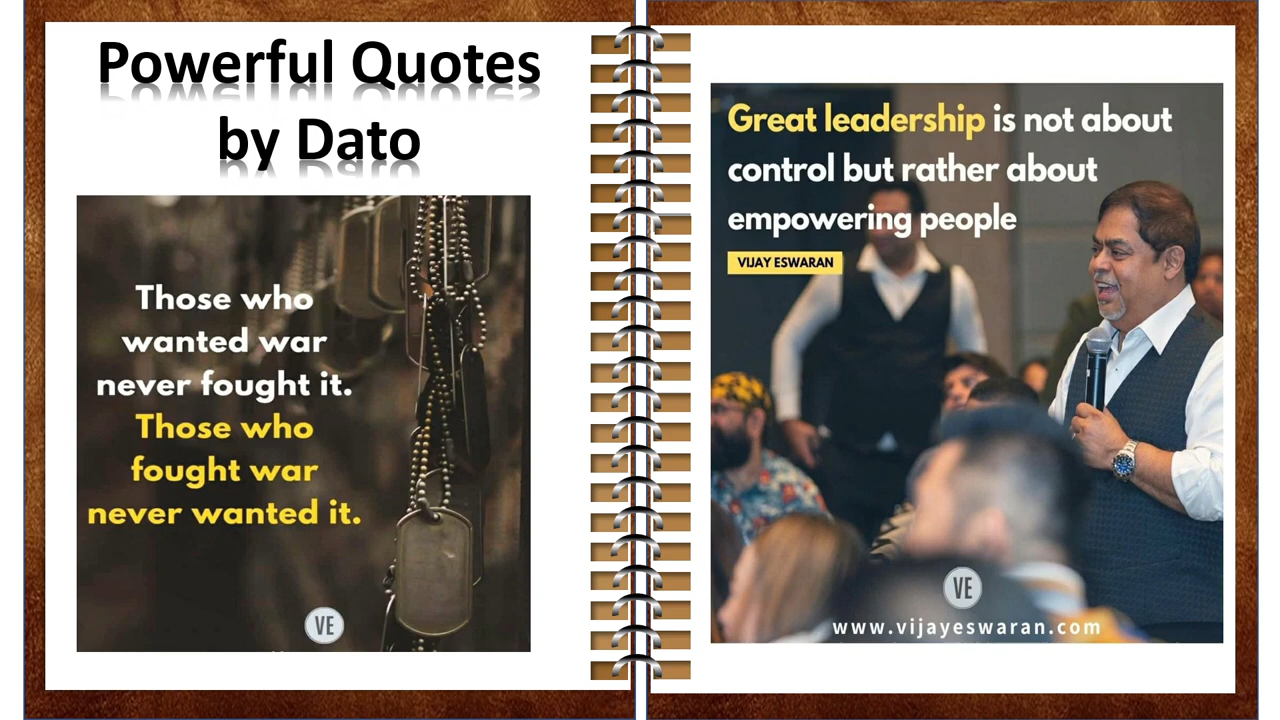 Powerful Quotes
by Dato
Those who
wanted war
never fought it.
Those who
fought war
never wanted it.
VE
Great leadership is not about
control but rather about
empowering people
VIJAY ESWARAN
VE
www.vijayeswaran.com